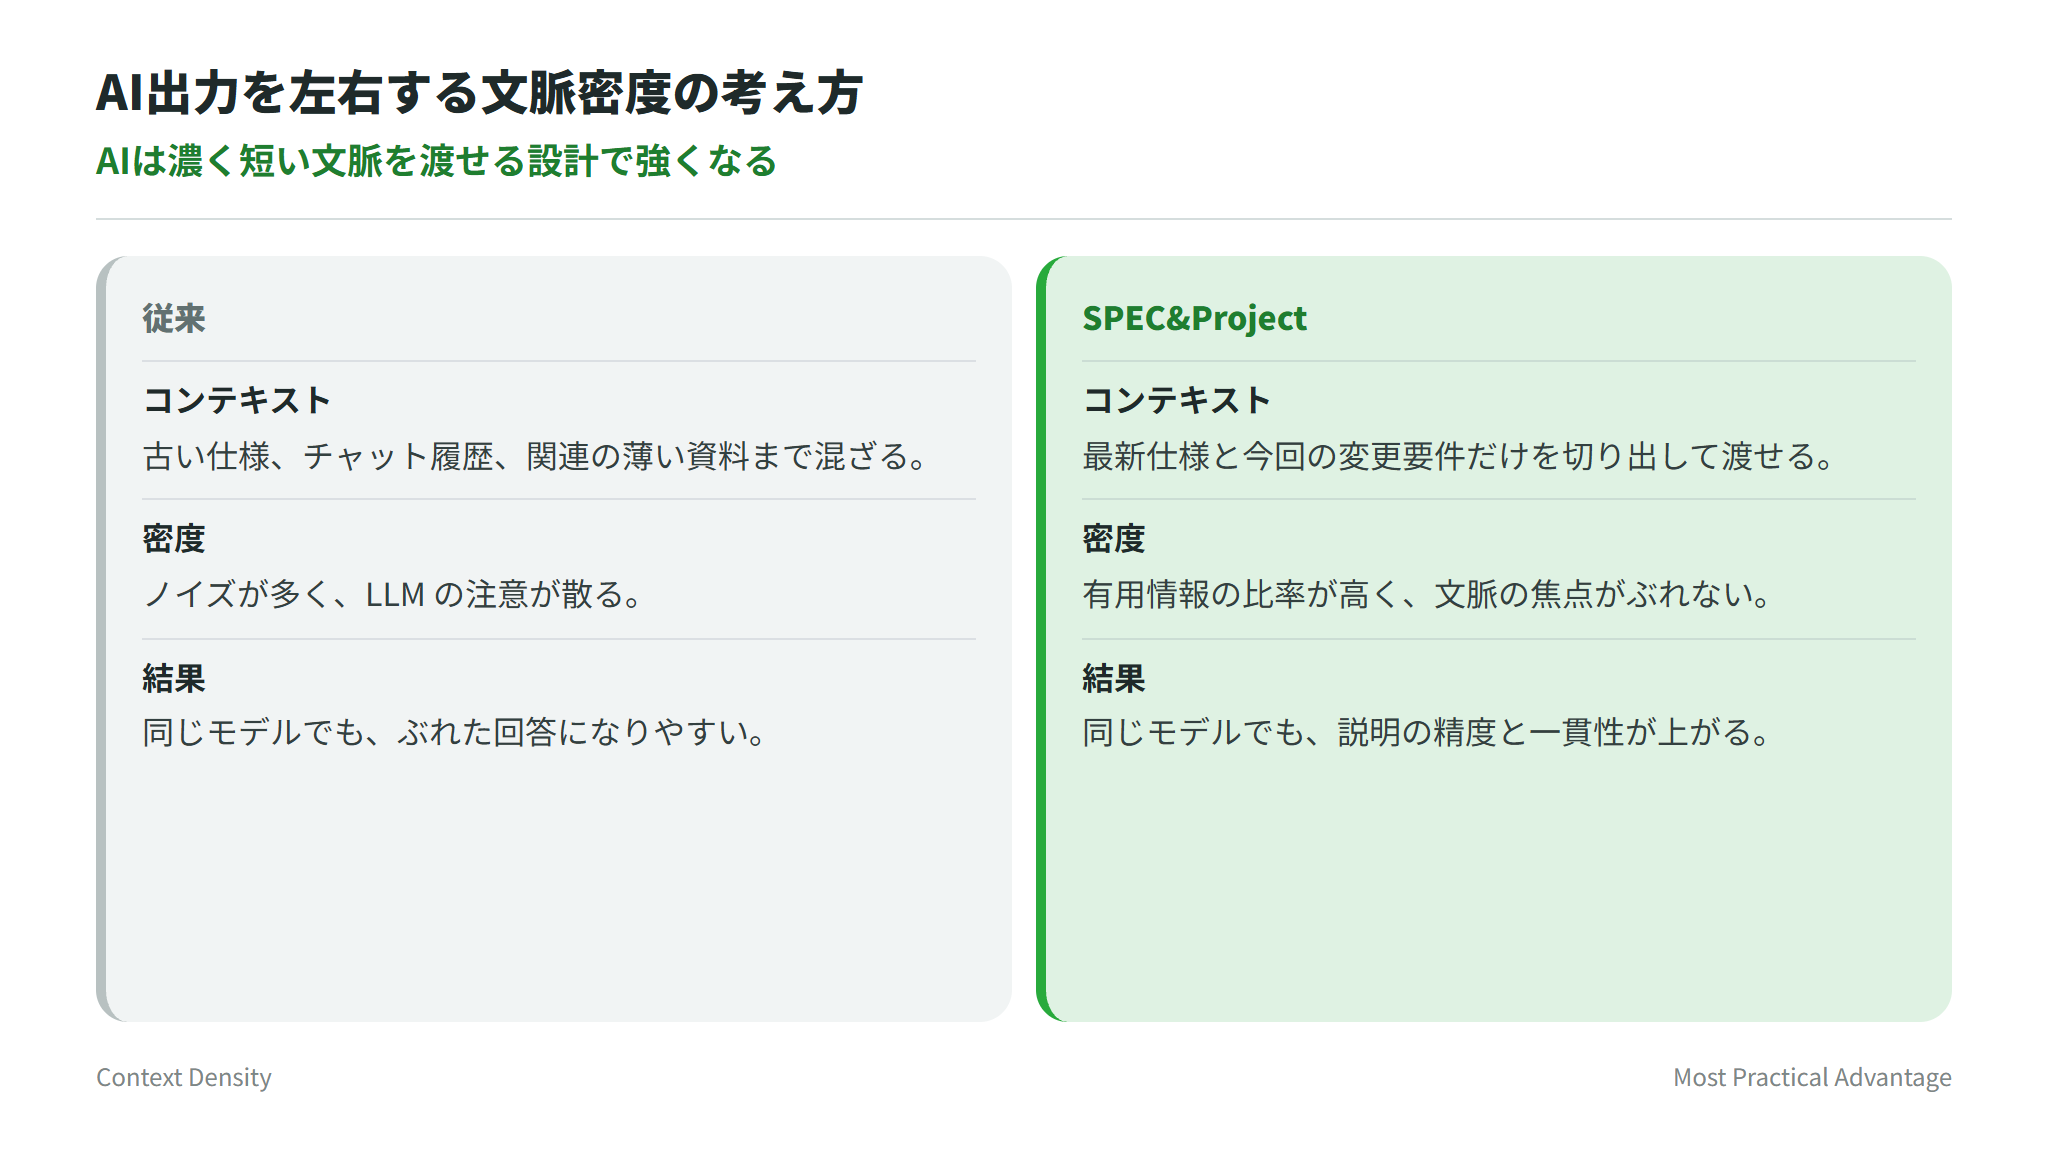 AI出力を左右する文脈密度の考え方
AIは濃く短い文脈を渡せる設計で強くなる
従来
コンテキスト
古い仕様、チャット履歴、関連の薄い資料まで混ざる。
密度
ノイズが多く、LLM の注意が散る。
結果
同じモデルでも、ぶれた回答になりやすい。
SPEC&Project
コンテキスト
最新仕様と今回の変更要件だけを切り出して渡せる。
密度
有用情報の比率が高く、文脈の焦点がぶれない。
結果
同じモデルでも、説明の精度と一貫性が上がる。
Context Density
Most Practical Advantage